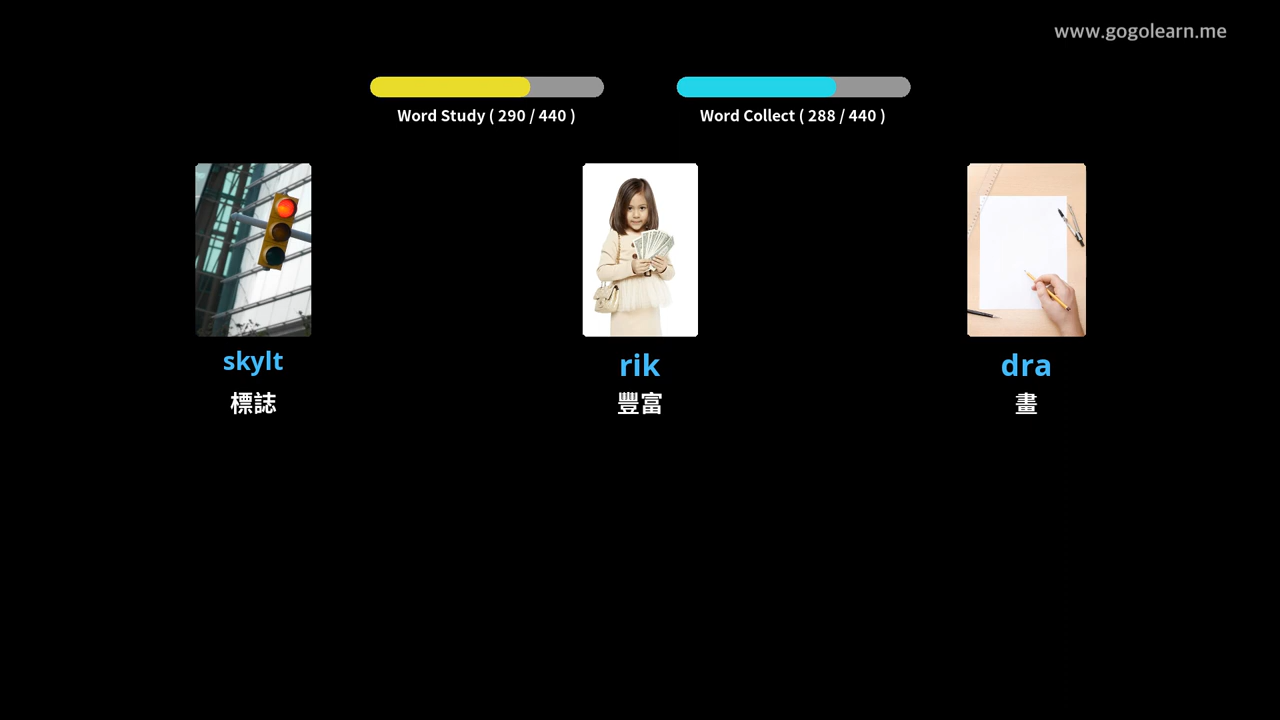 www.gogolearn.me
Word Study ( 290 / 440 )
Word Collect ( 288 / 440 )
skylt
標誌
rik
豐富
dra
畫